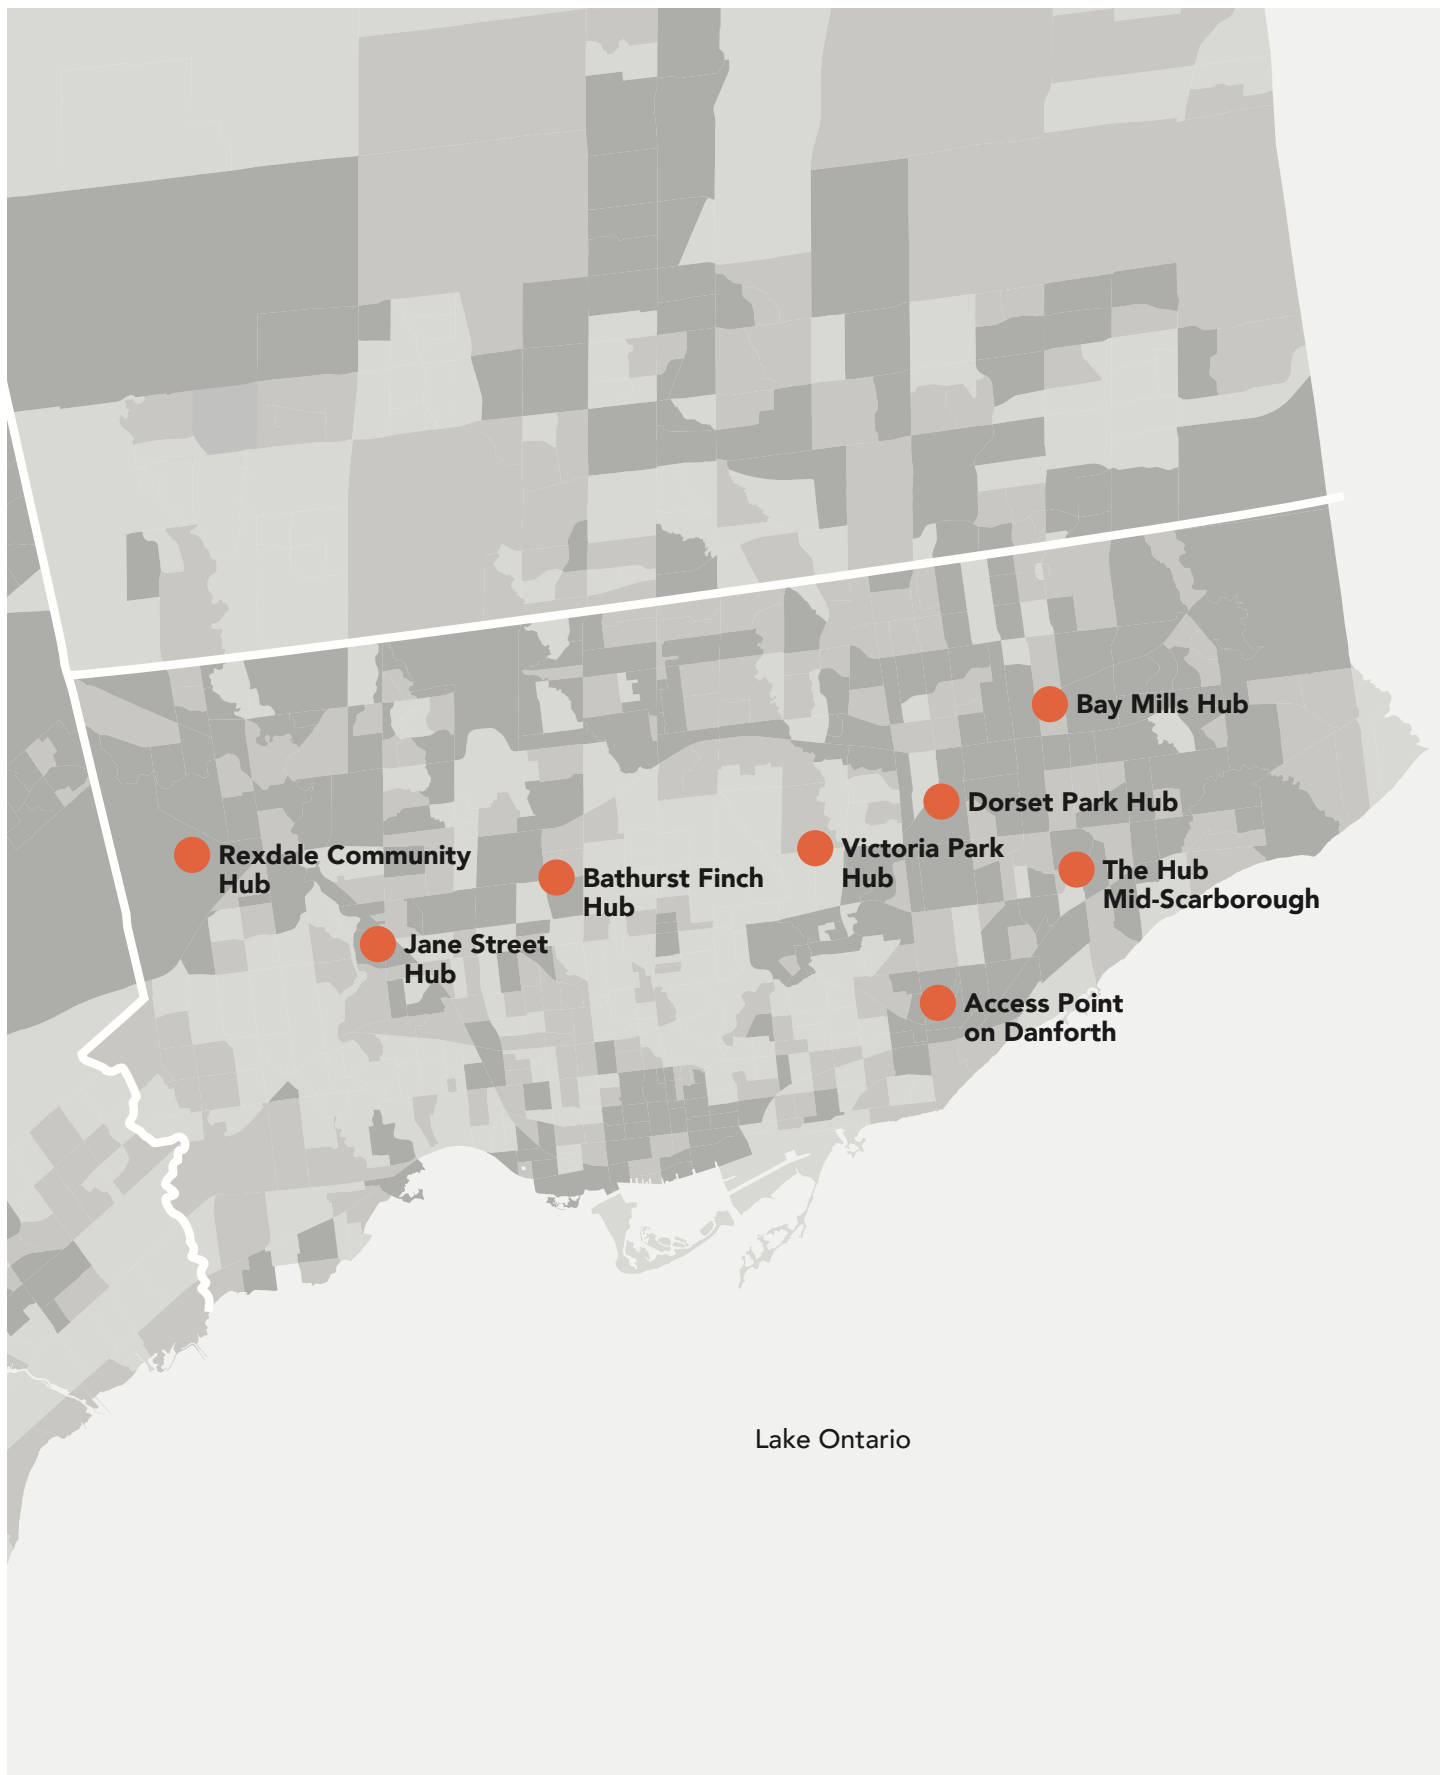 Bay Mills Hub
Dorset Park Hub
Victoria Park
Hub
Rexdale Community
Hub
The Hub
Mid-Scarborough
Bathurst Finch
Hub
Jane Street
Hub
Access Point
on Danforth
Lake Ontario